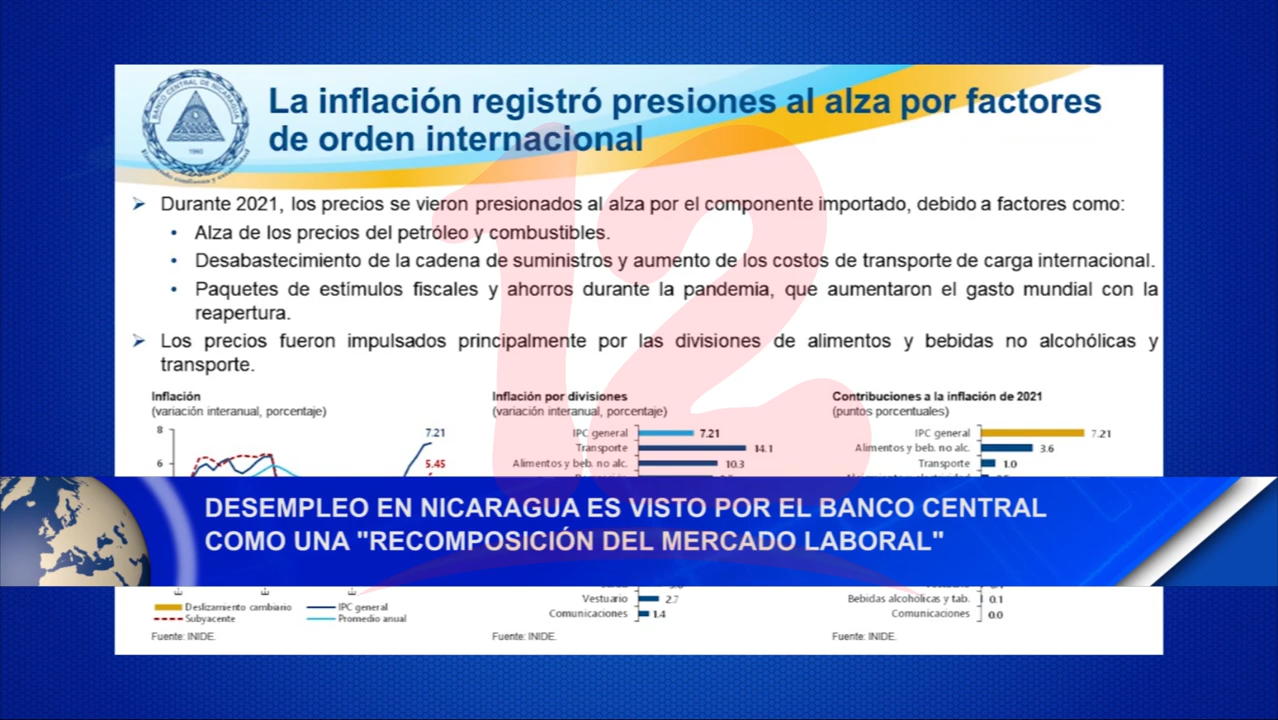 BANCO CENTRAL DE NICARAGUA
1960
La inflación registró presiones al alza por factores
de orden internacional
12
Durante 2021, los precios se vieron presionados al alza por el componente importado, debido a factores como:
Alza de los precios del petróleo y combustibles.
Desabastecimiento de la cadena de suministros y aumento de los costos de transporte de carga internacional.
Paquetes de estímulos fiscales y ahorros durante la pandemia, que aumentaron el gasto mundial con la
reapertura.
Los precios fueron impulsados principalmente por las divisiones de alimentos y bebidas no alcohólicas y
transporte.
Inflación
(variación interanual, porcentaje)
8
7.21
6
5.45
Inflación por divisiones
(variación interanual, porcentaje)
IPC general 7.21
Transporte 14.1
Alimentos y beb. no alc. 10.3
Contribuciones a la inflación de 2021
(puntos porcentuales)
IPC general 7.21
Alimentos y beb. no alc. 3.6
Transporte 1.0
DESEMPLEO EN NICARAGUA ES VISTO POR EL BANCO CENTRAL
COMO UNA "RECOMPOSICIÓN DEL MERCADO LABORAL"
Deslizamiento cambiario IPC general
Subyacente Promedio anual
Fuente: INIDE.
Vestuario 2.7
Comunicaciones 1.4
Fuente: INIDE.
Bebidas alcohólicas y tab. 0.1
Comunicaciones 0.0
Fuente: INIDE.